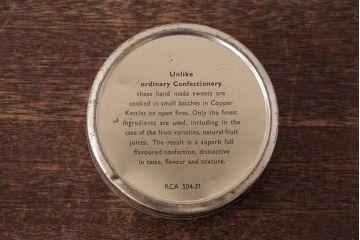 Unlike
ordinary Confectionery
these hand made sweets are
cooked in small batches in Copper
Kettles on open fires. Only the finest
ingredients are used, including in the
case of the fruit varieties, natural fruit
juices. The result is a superb full
flavoured confection, distinctive
in taste, flavour and texture.
RCA 504-31